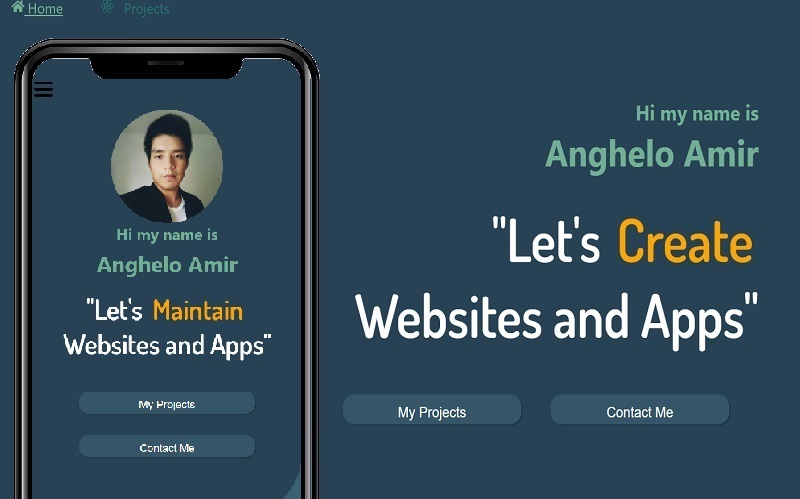 Home Projects
Hi my name is
Anghelo Amir
"Let's Maintain
Websites and Apps"
My Projects
Contact Me
Hi my name is
Anghelo Amir
"Let's Create
Websites and Apps"
My Projects Contact Me